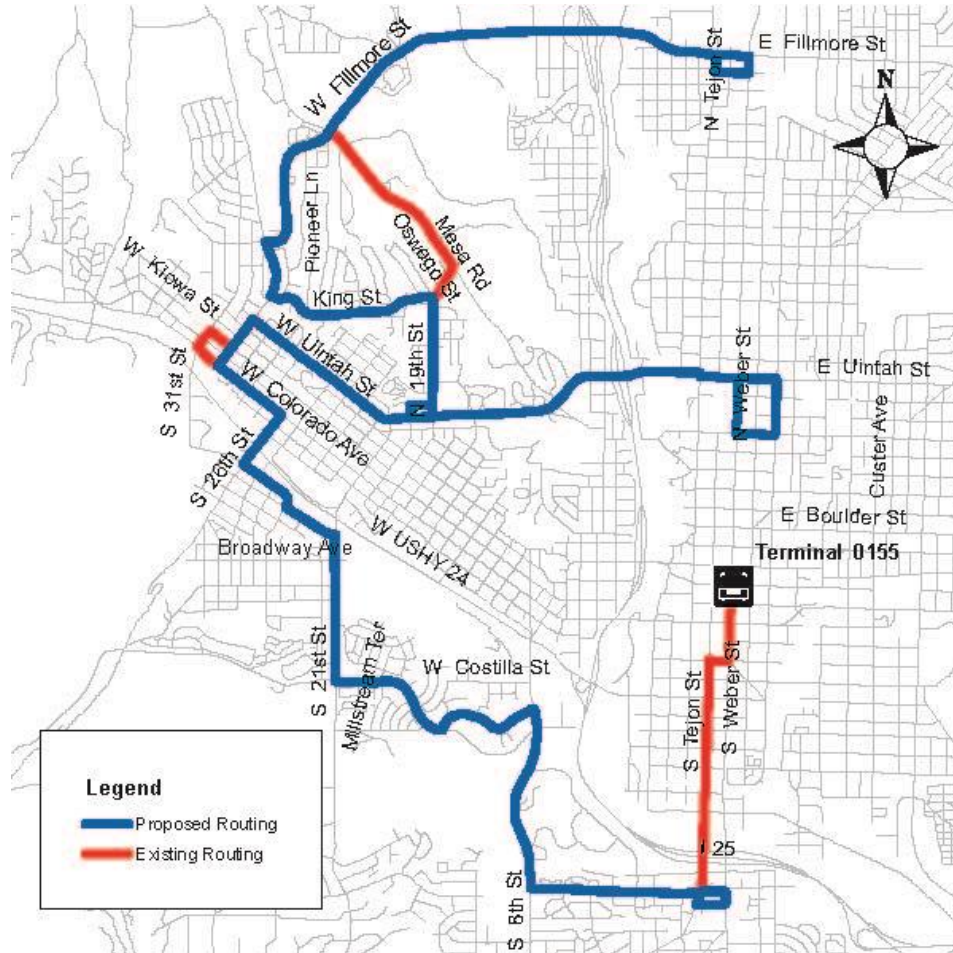 W Fillmore St
N Tejon St
E Fillmore St
N
Pioneer Ln
Mesa Rd
Oswego St
W Kiowa St
King St
N 19th St
W Uintah St
S 31st St
W Colorado Ave
N Weber St
E Uintah St
Custer Ave
S 26th St
E Boulder St
Broadway Ave
W USHY 24
Terminal 0155
S 21st St
Millstream Ter
W Costilla St
S Tejon St
S Weber St
I 25
S 8th St
Legend
Proposed Routing
Existing Routing